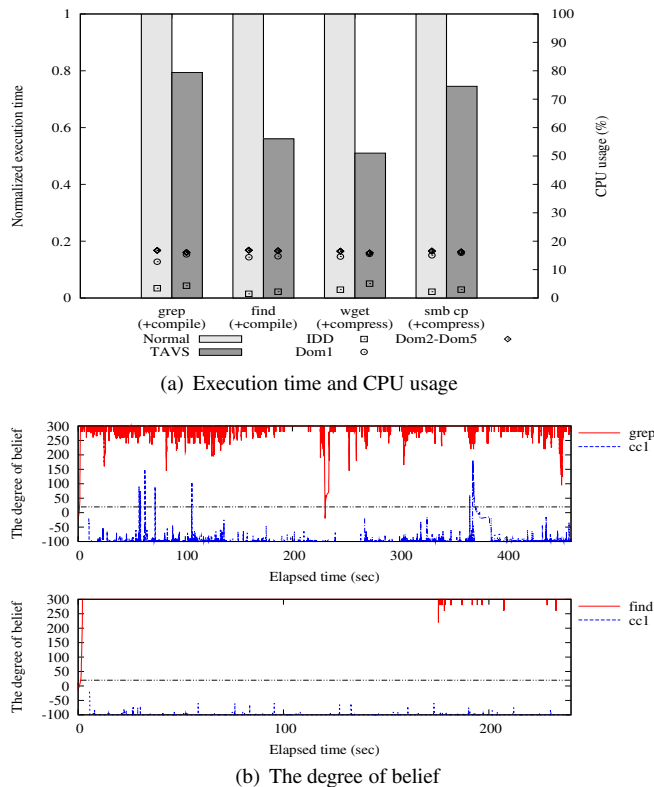 1 100
0.8 80
0.6 60
0.4 40
0.2 20
0 0
90
70
50
30
10
Normalized execution time
CPU usage (%)
grep find wget smb cp
(+compile) (+compile) (+compress) (+compress)
Normal IDD Dom2-Dom5
TAVS Dom1
(a) Execution time and CPU usage
300
250
200
150
100
50
0
-50
-100
The degree of belief
grep
cc1
0 100 200 300 400
Elapsed time (sec)
300
250
200
150
100
50
0
-50
-100
The degree of belief
find
cc1
0 100 200
Elapsed time (sec)
(b) The degree of belief